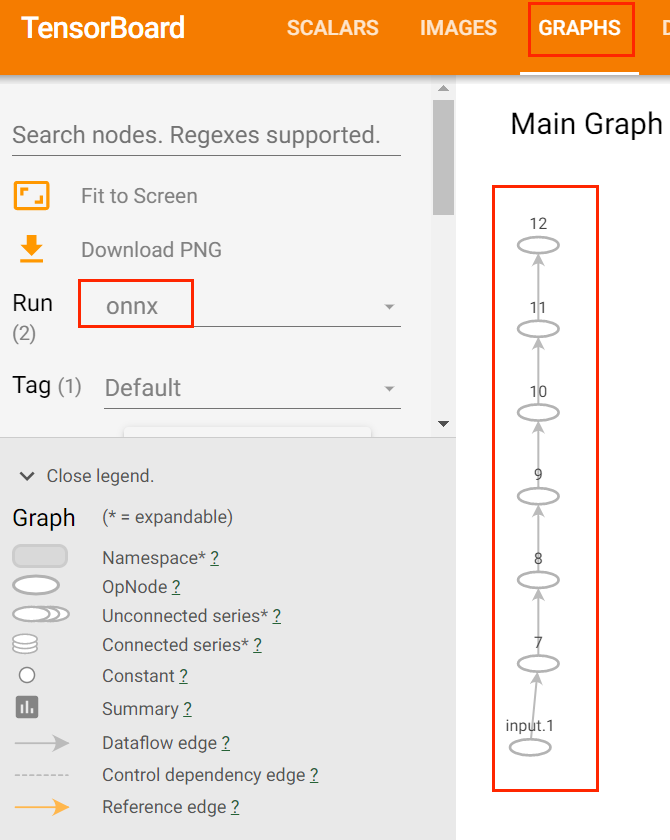 TensorBoard SCALARS IMAGES GRAPHS
Main Graph
Search nodes. Regexes supported.
Fit to Screen
Download PNG
Run (2) onnx
Tag (1) Default
12
11
10
9
8
7
input.1
Close legend.
Graph (* = expandable)
Namespace* ?
OpNode ?
Unconnected series* ?
Connected series* ?
Constant ?
Summary ?
Dataflow edge ?
Control dependency edge ?
Reference edge ?